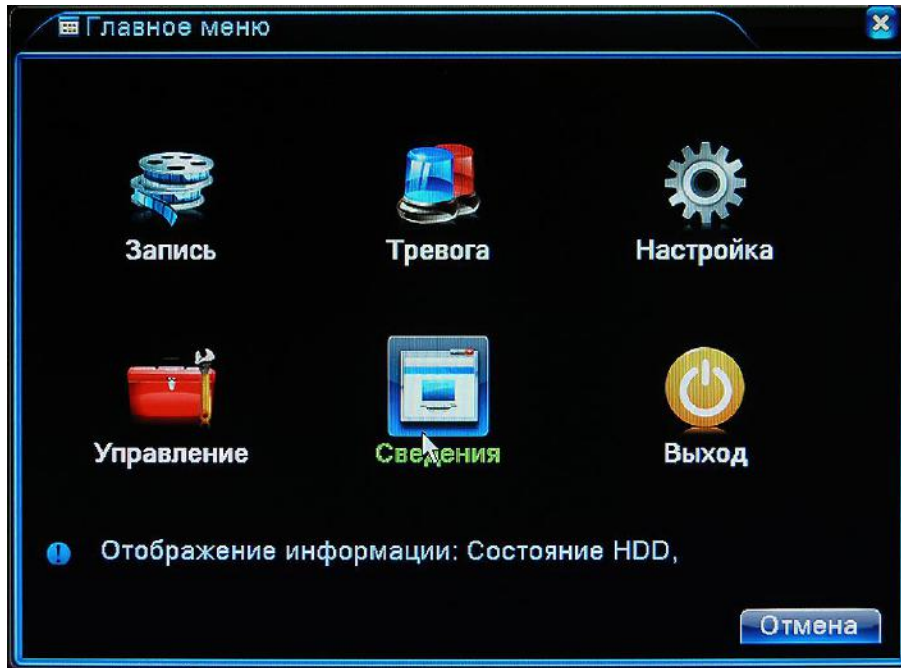 Главное меню
Запись Тревога Настройка
Управление Сведения Выход
Отображение информации: Состояние HDD,
Отмена